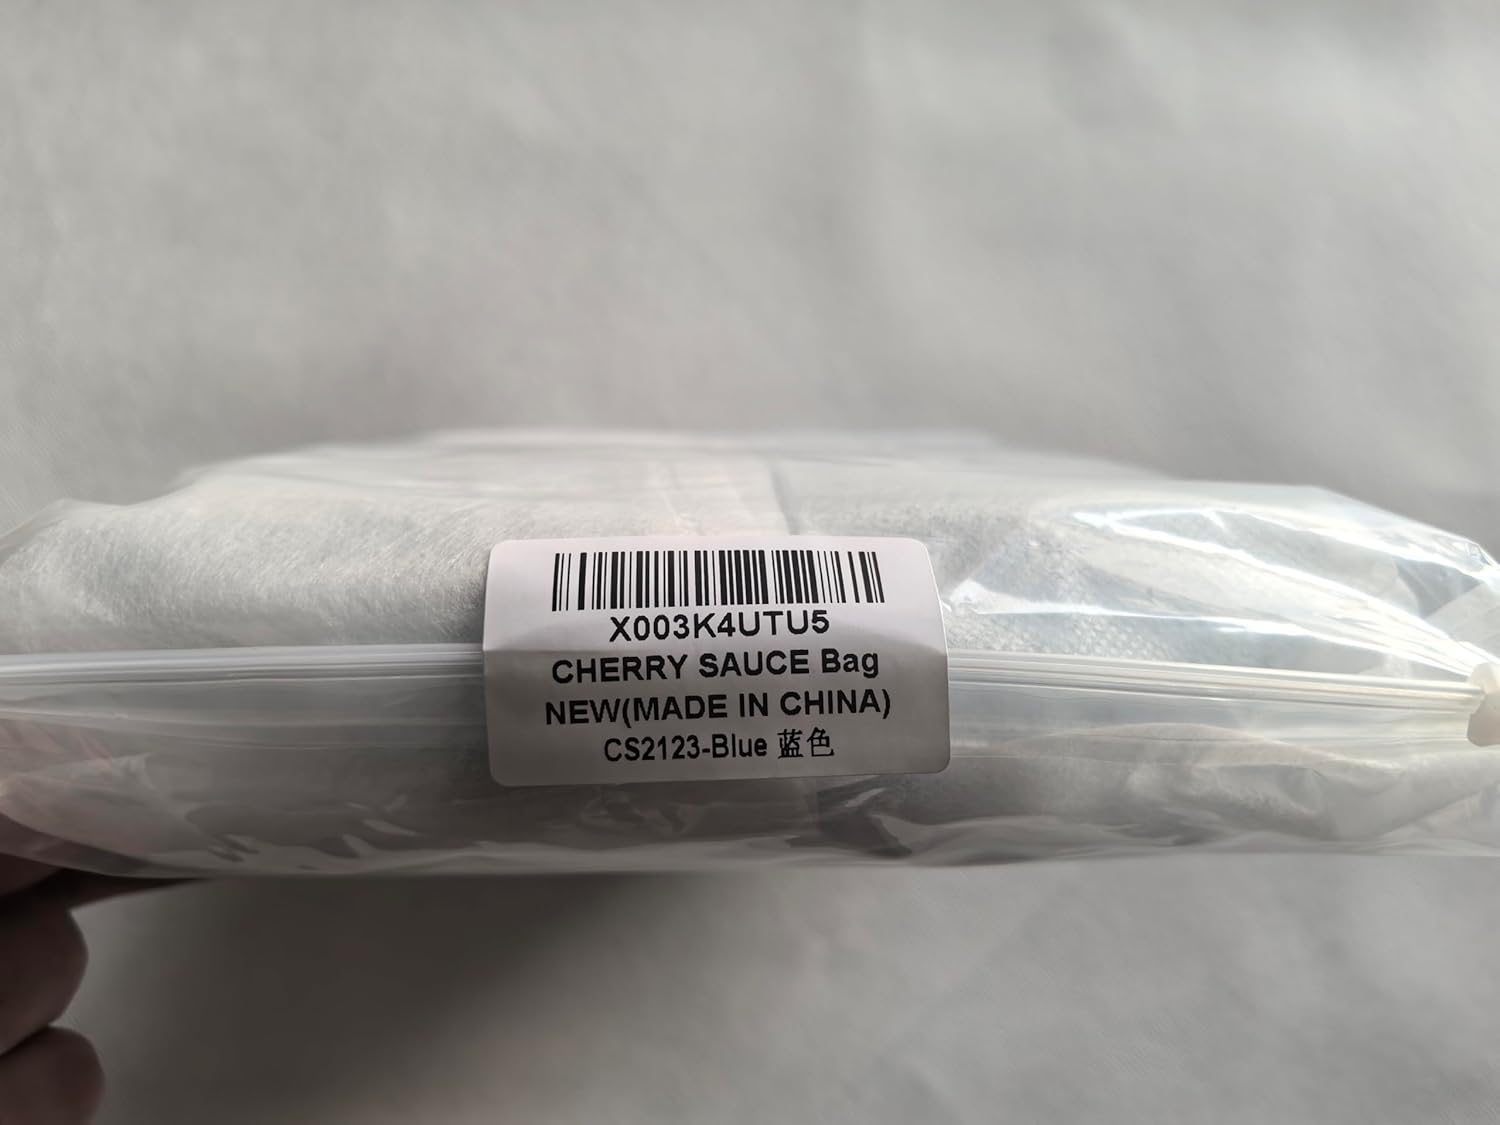 X003K4UTU5
CHERRY SAUCE Bag
NEW(MADE IN CHINA)
CS2123-Blue 蓝色